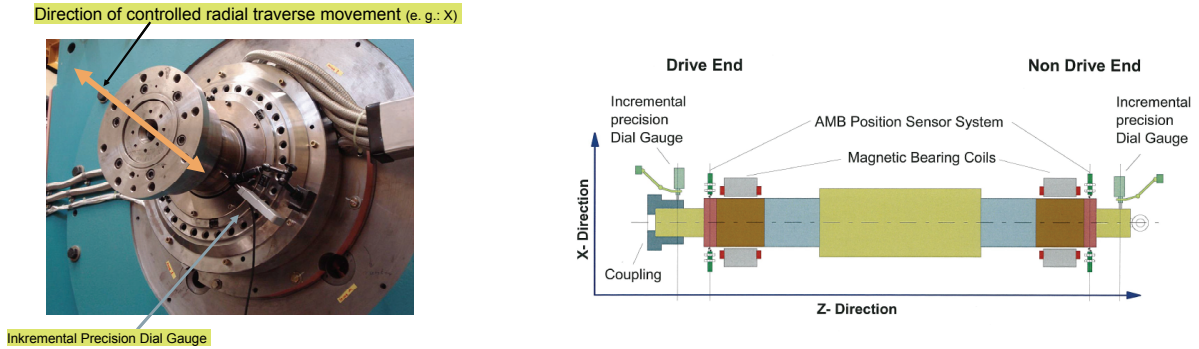 Direction of controlled radial traverse movement (e. g.: X)
Inkremental Precision Dial Gauge
Drive End
Non Drive End
Incremental
precision
Dial Gauge
AMB Position Sensor System
Magnetic Bearing Coils
Incremental
precision
Dial Gauge
X- Direction
Coupling
Z- Direction